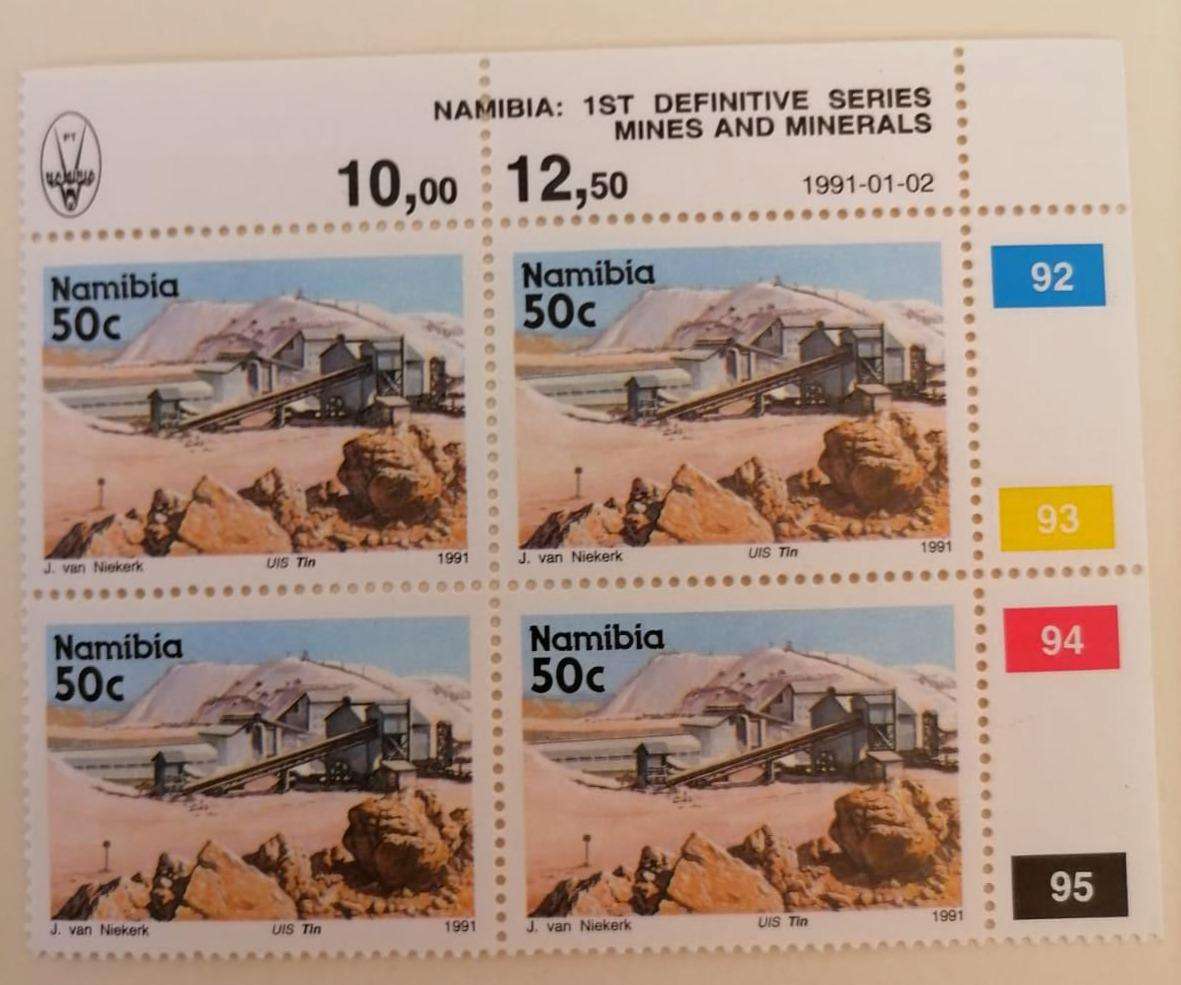 NAMIBIA: 1ST DEFINITIVE SERIES
MINES AND MINERALS
10,00 12,50 1991-01-02
Namibia
50c
J. van Niekerk UIS Tin 1991
Namibia
50c
J. van Niekerk UIS Tin 1991
92
93
Namibia
50c
J. van Niekerk UIS Tin 1991
Namibia
50c
J. van Niekerk UIS Tin 1991
94
95